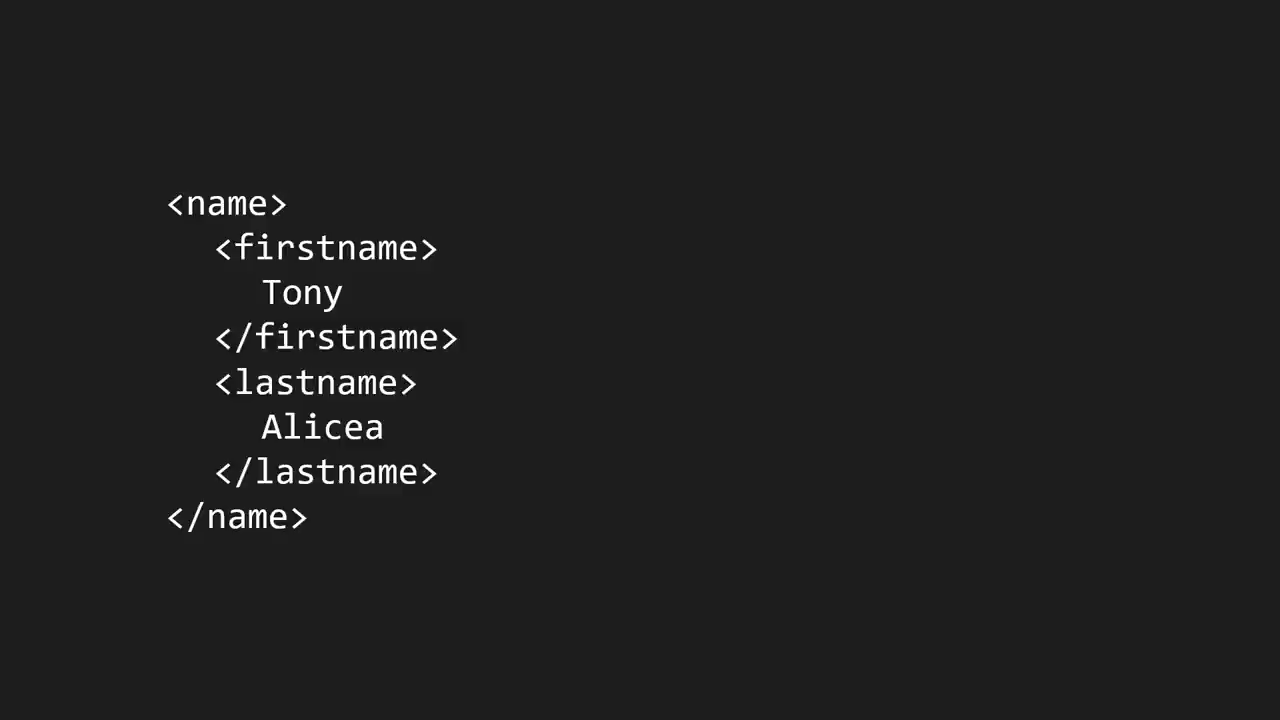 <name>
<firstname>
Tony
</firstname>
<lastname>
Alicea
</lastname>
</name>